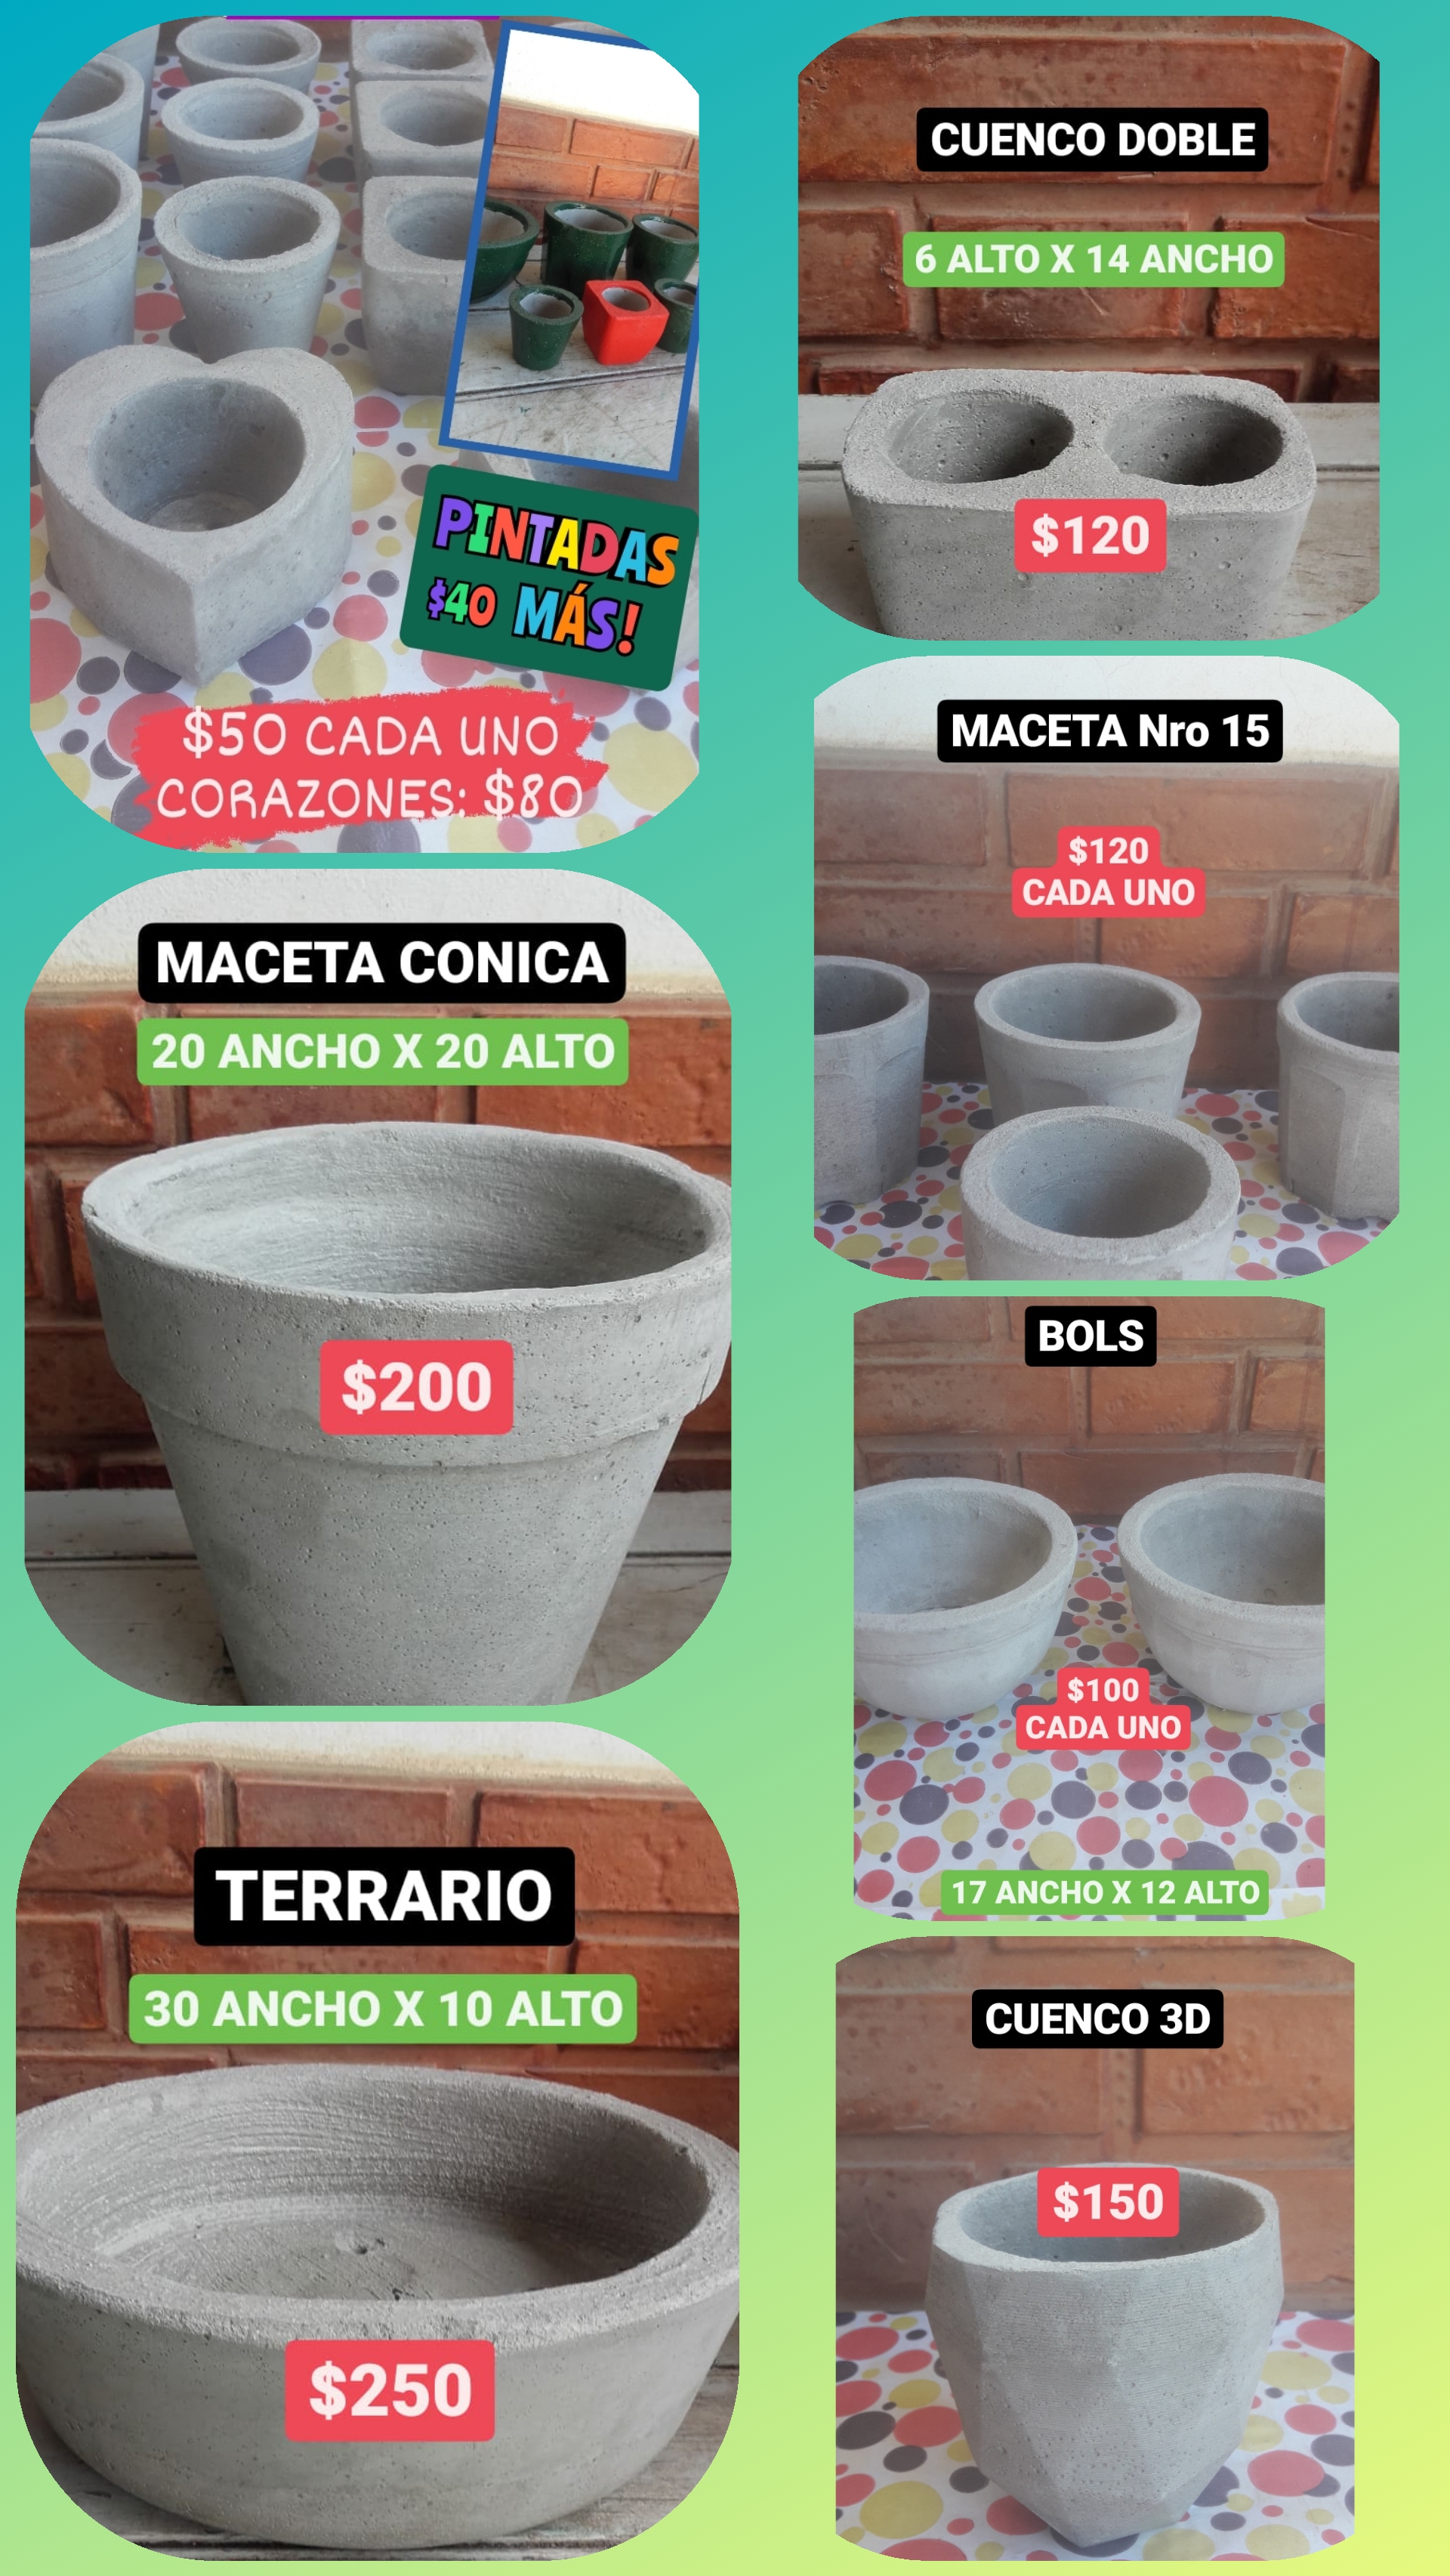 PINTADAS
$40 MÁS!
$50 CADA UNO
CORAZONES: $80
MACETA CONICA
20 ANCHO X 20 ALTO
$200
TERRARIO
30 ANCHO X 10 ALTO
$250
CUENCO DOBLE
6 ALTO X 14 ANCHO
$120
MACETA Nro 15
$120
CADA UNO
BOLS
$100
CADA UNO
17 ANCHO X 12 ALTO
CUENCO 3D
$150